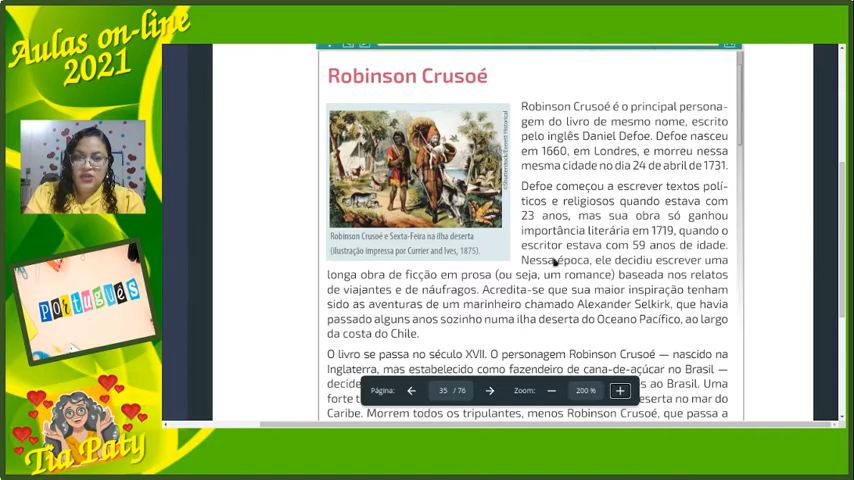 Aulas on-line
2021
Português
Tia Paty
Robinson Crusoé
©Shutterstock/Everett Historical
Robinson Crusoé e Sexta-Feira na ilha deserta
(ilustração impressa por Currier and Ives, 1875).
Robinson Crusoé é o principal persona-
gem do livro de mesmo nome, escrito
pelo inglês Daniel Defoe. Defoe nasceu
em 1660, em Londres, e morreu nessa
mesma cidade no dia 24 de abril de 1731.
Defoe começou a escrever textos polí-
ticos e religiosos quando estava com
23 anos, mas sua obra só ganhou
importância literária em 1719, quando o
escritor estava com 59 anos de idade.
Nessa época, ele decidiu escrever uma
longa obra de ficção em prosa (ou seja, um romance) baseada nos relatos
de viajantes e de náufragos. Acredita-se que sua maior inspiração tenham
sido as aventuras de um marinheiro chamado Alexander Selkirk, que havia
passado alguns anos sozinho numa ilha deserta do Oceano Pacífico, ao largo
da costa do Chile.
O livro se passa no século XVII. O personagem Robinson Crusoé — nascido na
Inglaterra, mas estabelecido como fazendeiro de cana-de-açúcar no Brasil —
decide ao Brasil. Uma
forte deserta no mar do
Caribe. Morrem todos os tripulantes, menos Robinson Crusoé, que passa a
Página: 35 / 76 Zoom: 200 %